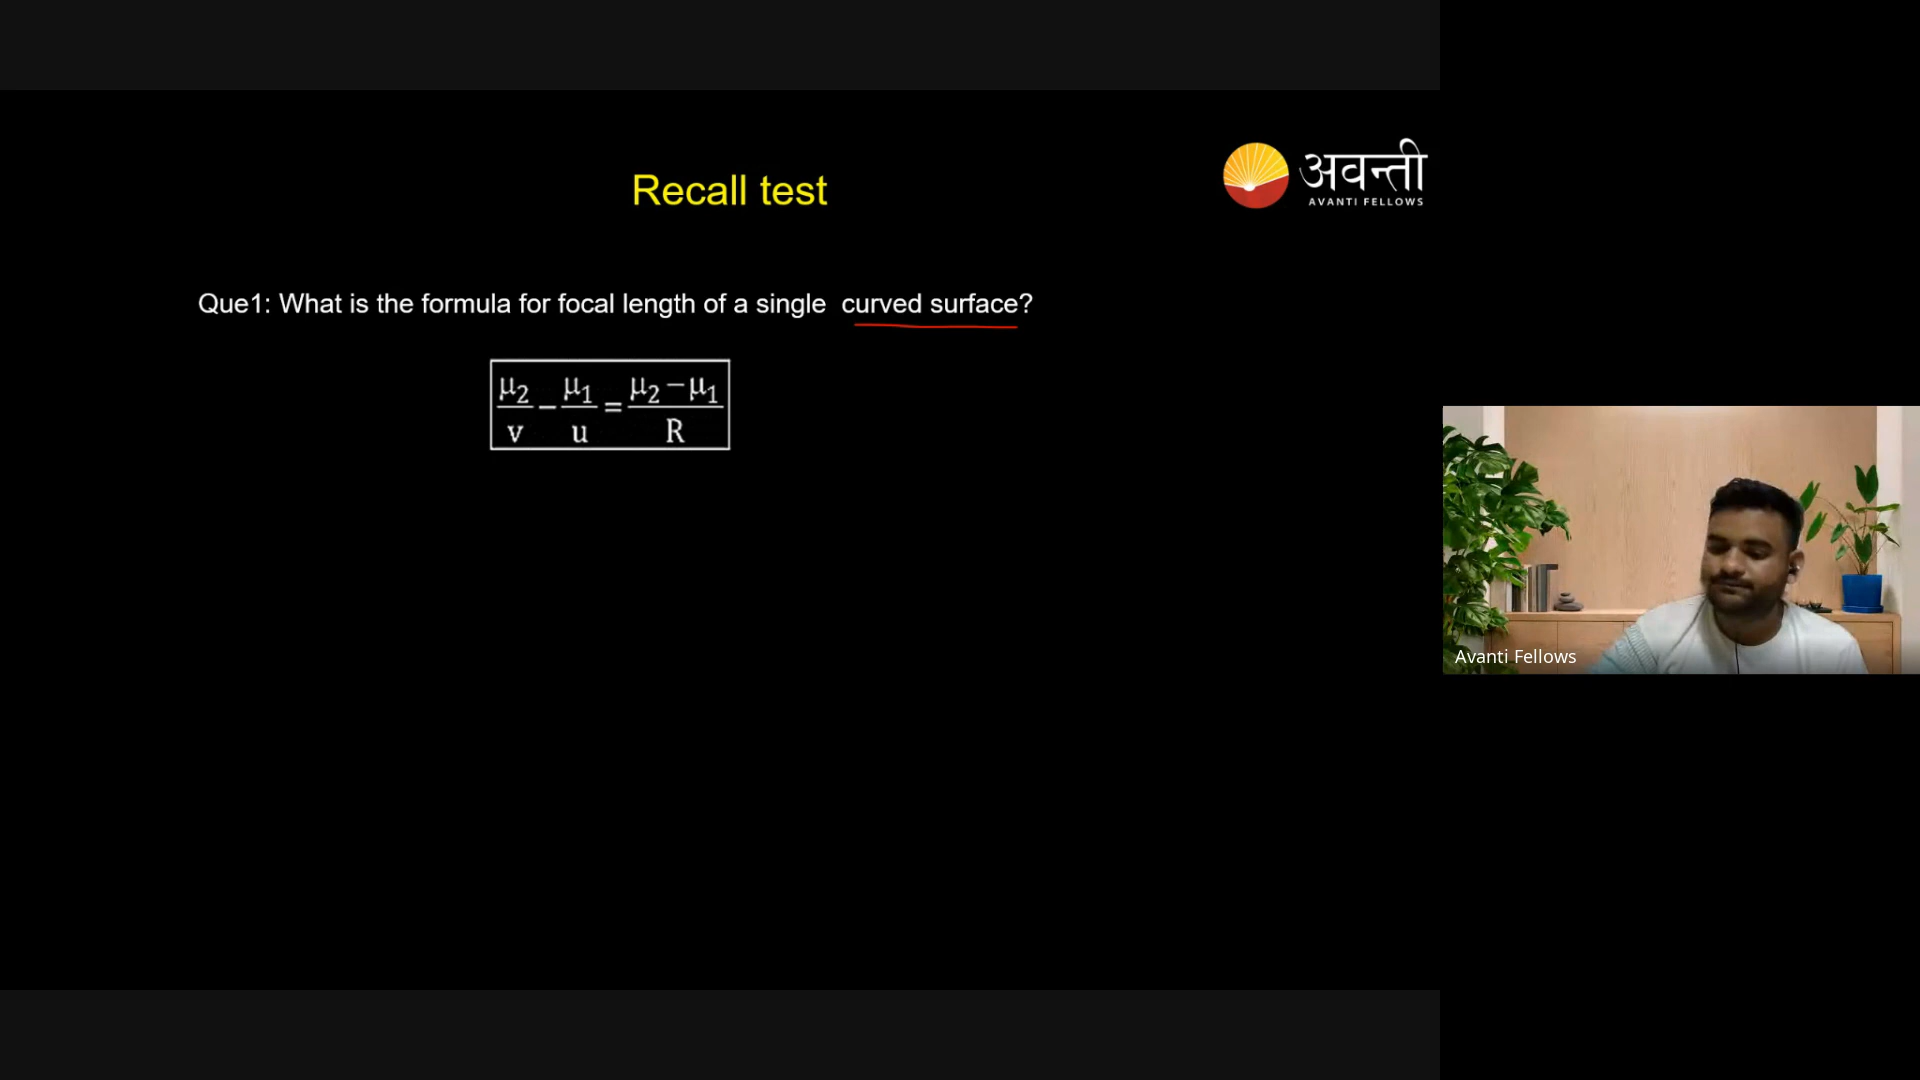 Recall test
अवन्ती
AVANTI FELLOWS
Que1: What is the formula for focal length of a single curved surface?
μ₂/v − μ₁/u = μ₂ − μ₁/R
Avanti Fellows